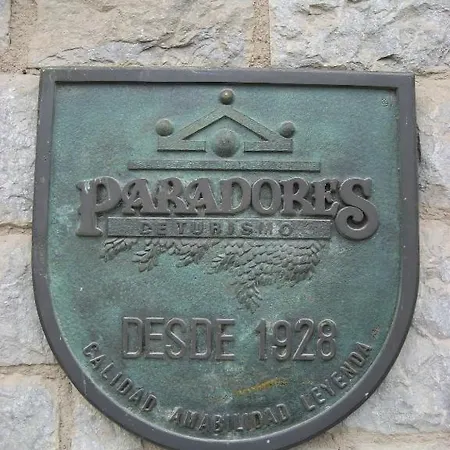 PARADORES
DE TURISMO
DESDE 1928
CALIDAD AMABILIDAD LEYENDA